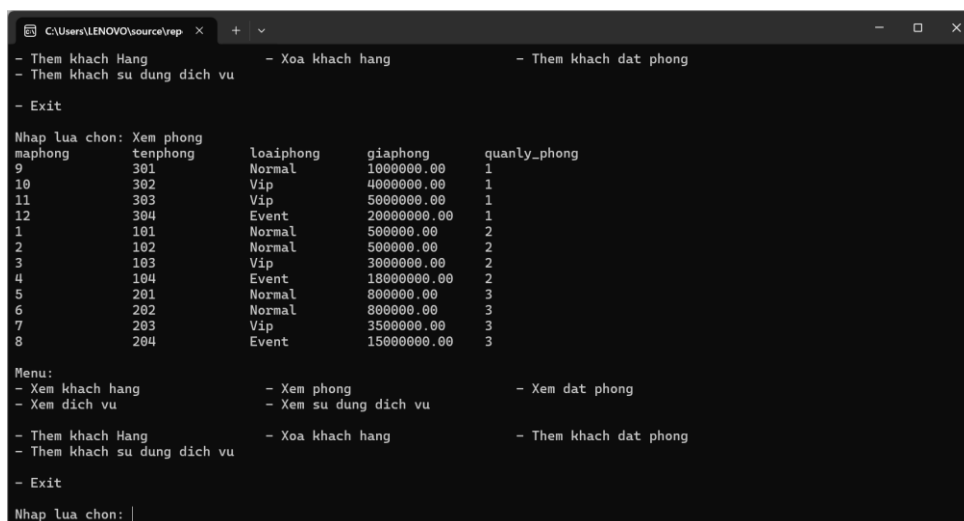 C:\Users\LENOVO\source\rep
- Them khach Hang - Xoa khach hang - Them khach dat phong
- Them khach su dung dich vu
- Exit
Nhap lua chon: Xem phong
maphong tenphong loaiphong giaphong quanly_phong
9 301 Normal 1000000.00 1
10 302 Vip 4000000.00 1
11 303 Vip 5000000.00 1
12 304 Event 20000000.00 1
1 101 Normal 500000.00 2
2 102 Normal 500000.00 2
3 103 Vip 3000000.00 2
4 104 Event 18000000.00 2
5 201 Normal 800000.00 3
6 202 Normal 800000.00 3
7 203 Vip 3500000.00 3
8 204 Event 15000000.00 3
Menu:
- Xem khach hang - Xem phong - Xem dat phong
- Xem dich vu - Xem su dung dich vu
- Them khach Hang - Xoa khach hang - Them khach dat phong
- Them khach su dung dich vu
- Exit
Nhap lua chon: